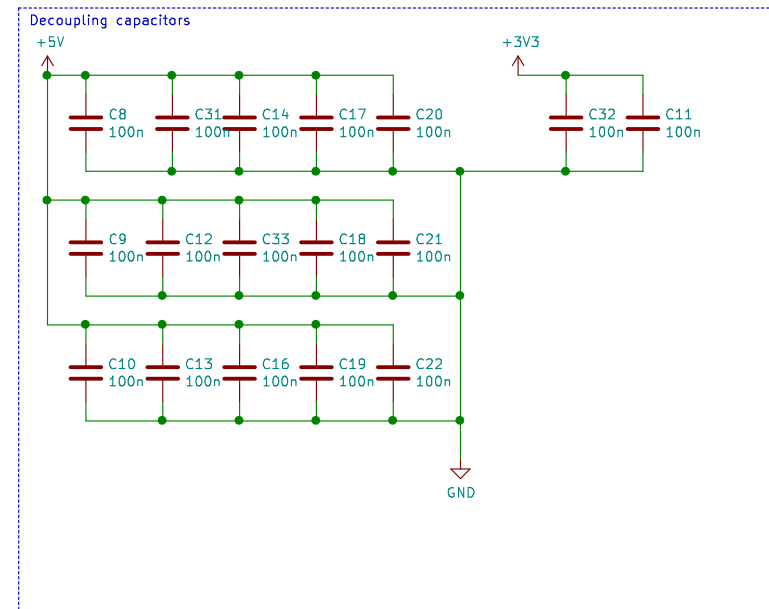 Decoupling capacitors
+5V
+3V3
C8
100n
C31
100n
C14
100n
C17
100n
C20
100n
C32
100n
C11
100n
C9
100n
C12
100n
C33
100n
C18
100n
C21
100n
C10
100n
C13
100n
C16
100n
C19
100n
C22
100n
GND